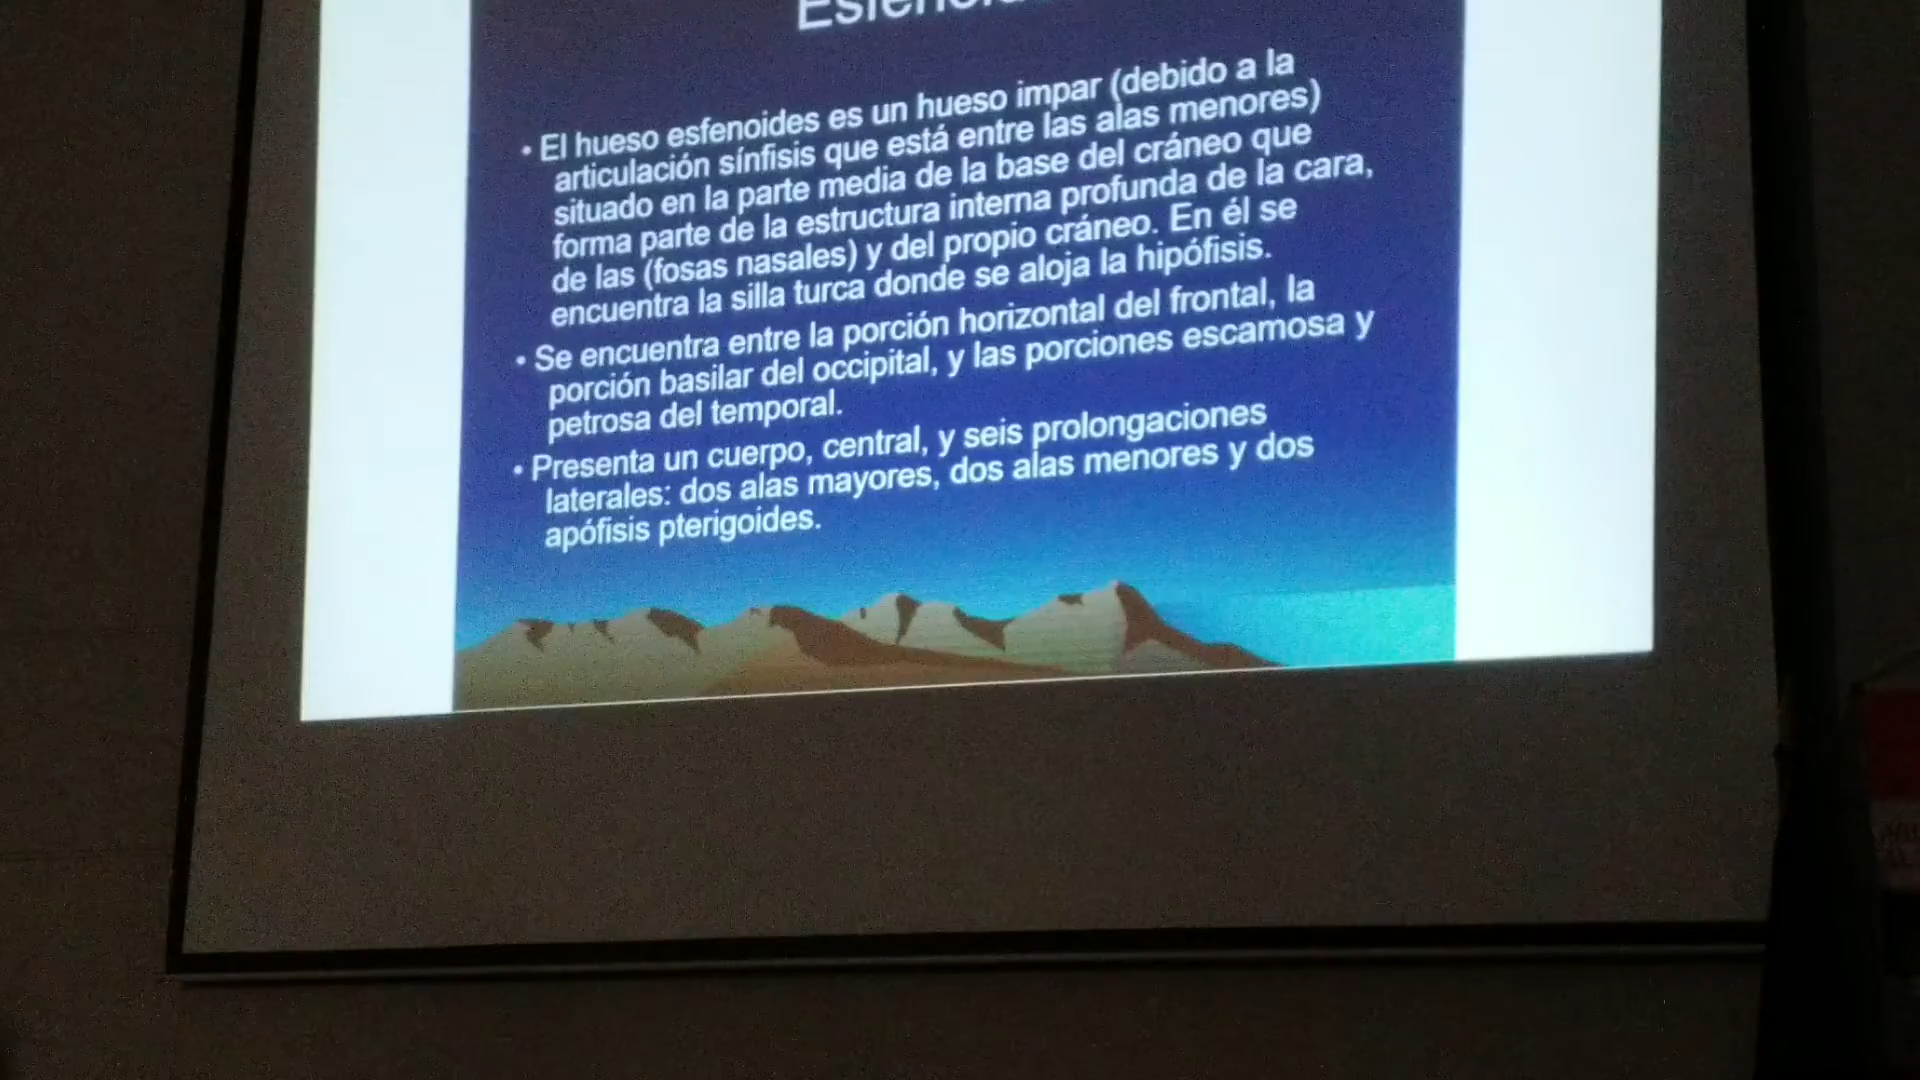 • El hueso esfenoides es un hueso impar (debido a la
articulación sínfisis que está entre las alas menores)
situado en la parte media de la base del cráneo que
forma parte de la estructura interna profunda de la cara,
de las (fosas nasales) y del propio cráneo. En él se
encuentra la silla turca donde se aloja la hipófisis.
• Se encuentra entre la porción horizontal del frontal, la
porción basilar del occipital, y las porciones escamosa y
petrosa del temporal.
• Presenta un cuerpo, central, y seis prolongaciones
laterales: dos alas mayores, dos alas menores y dos
apófisis pterigoides.